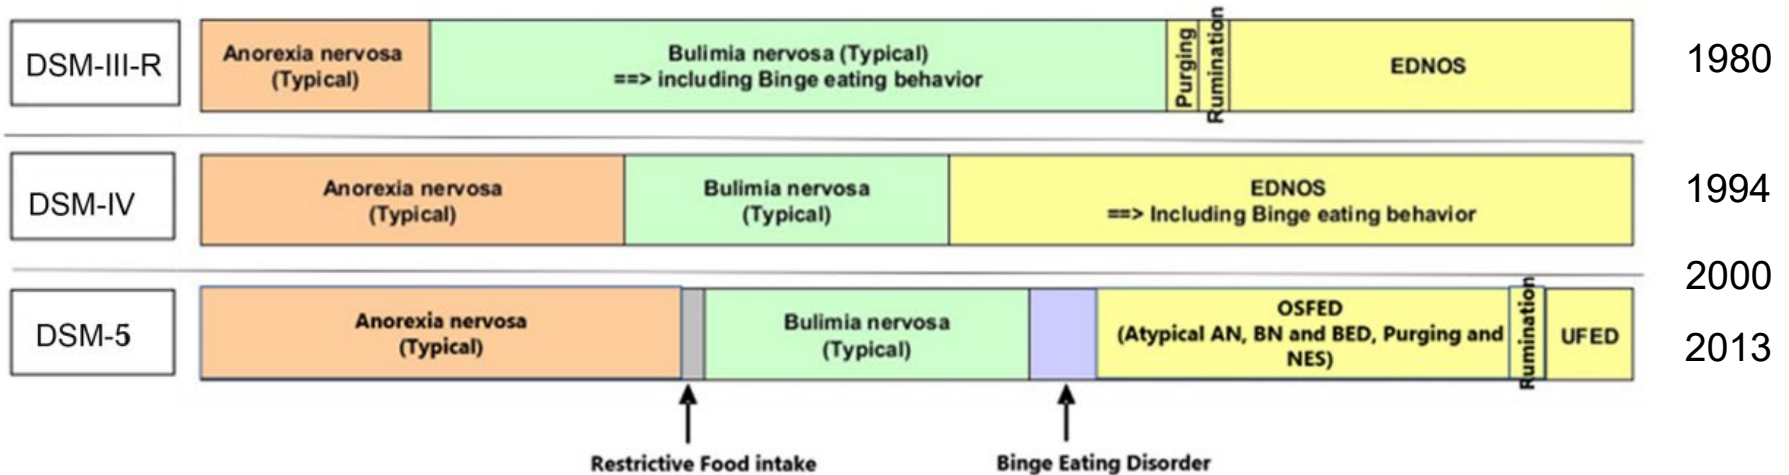 DSM-III-R
Anorexia nervosa
(Typical)
Bulimia nervosa (Typical)
==> including Binge eating behavior
Purging
Rumination
EDNOS
1980
DSM-IV
Anorexia nervosa
(Typical)
Bulimia nervosa
(Typical)
EDNOS
==> Including Binge eating behavior
1994
2000
DSM-5
Anorexia nervosa
(Typical)
Bulimia nervosa
(Typical)
OSFED
(Atypical AN, BN and BED, Purging and
NES)
Rumination
UFED
2013
Restrictive Food intake
Binge Eating Disorder